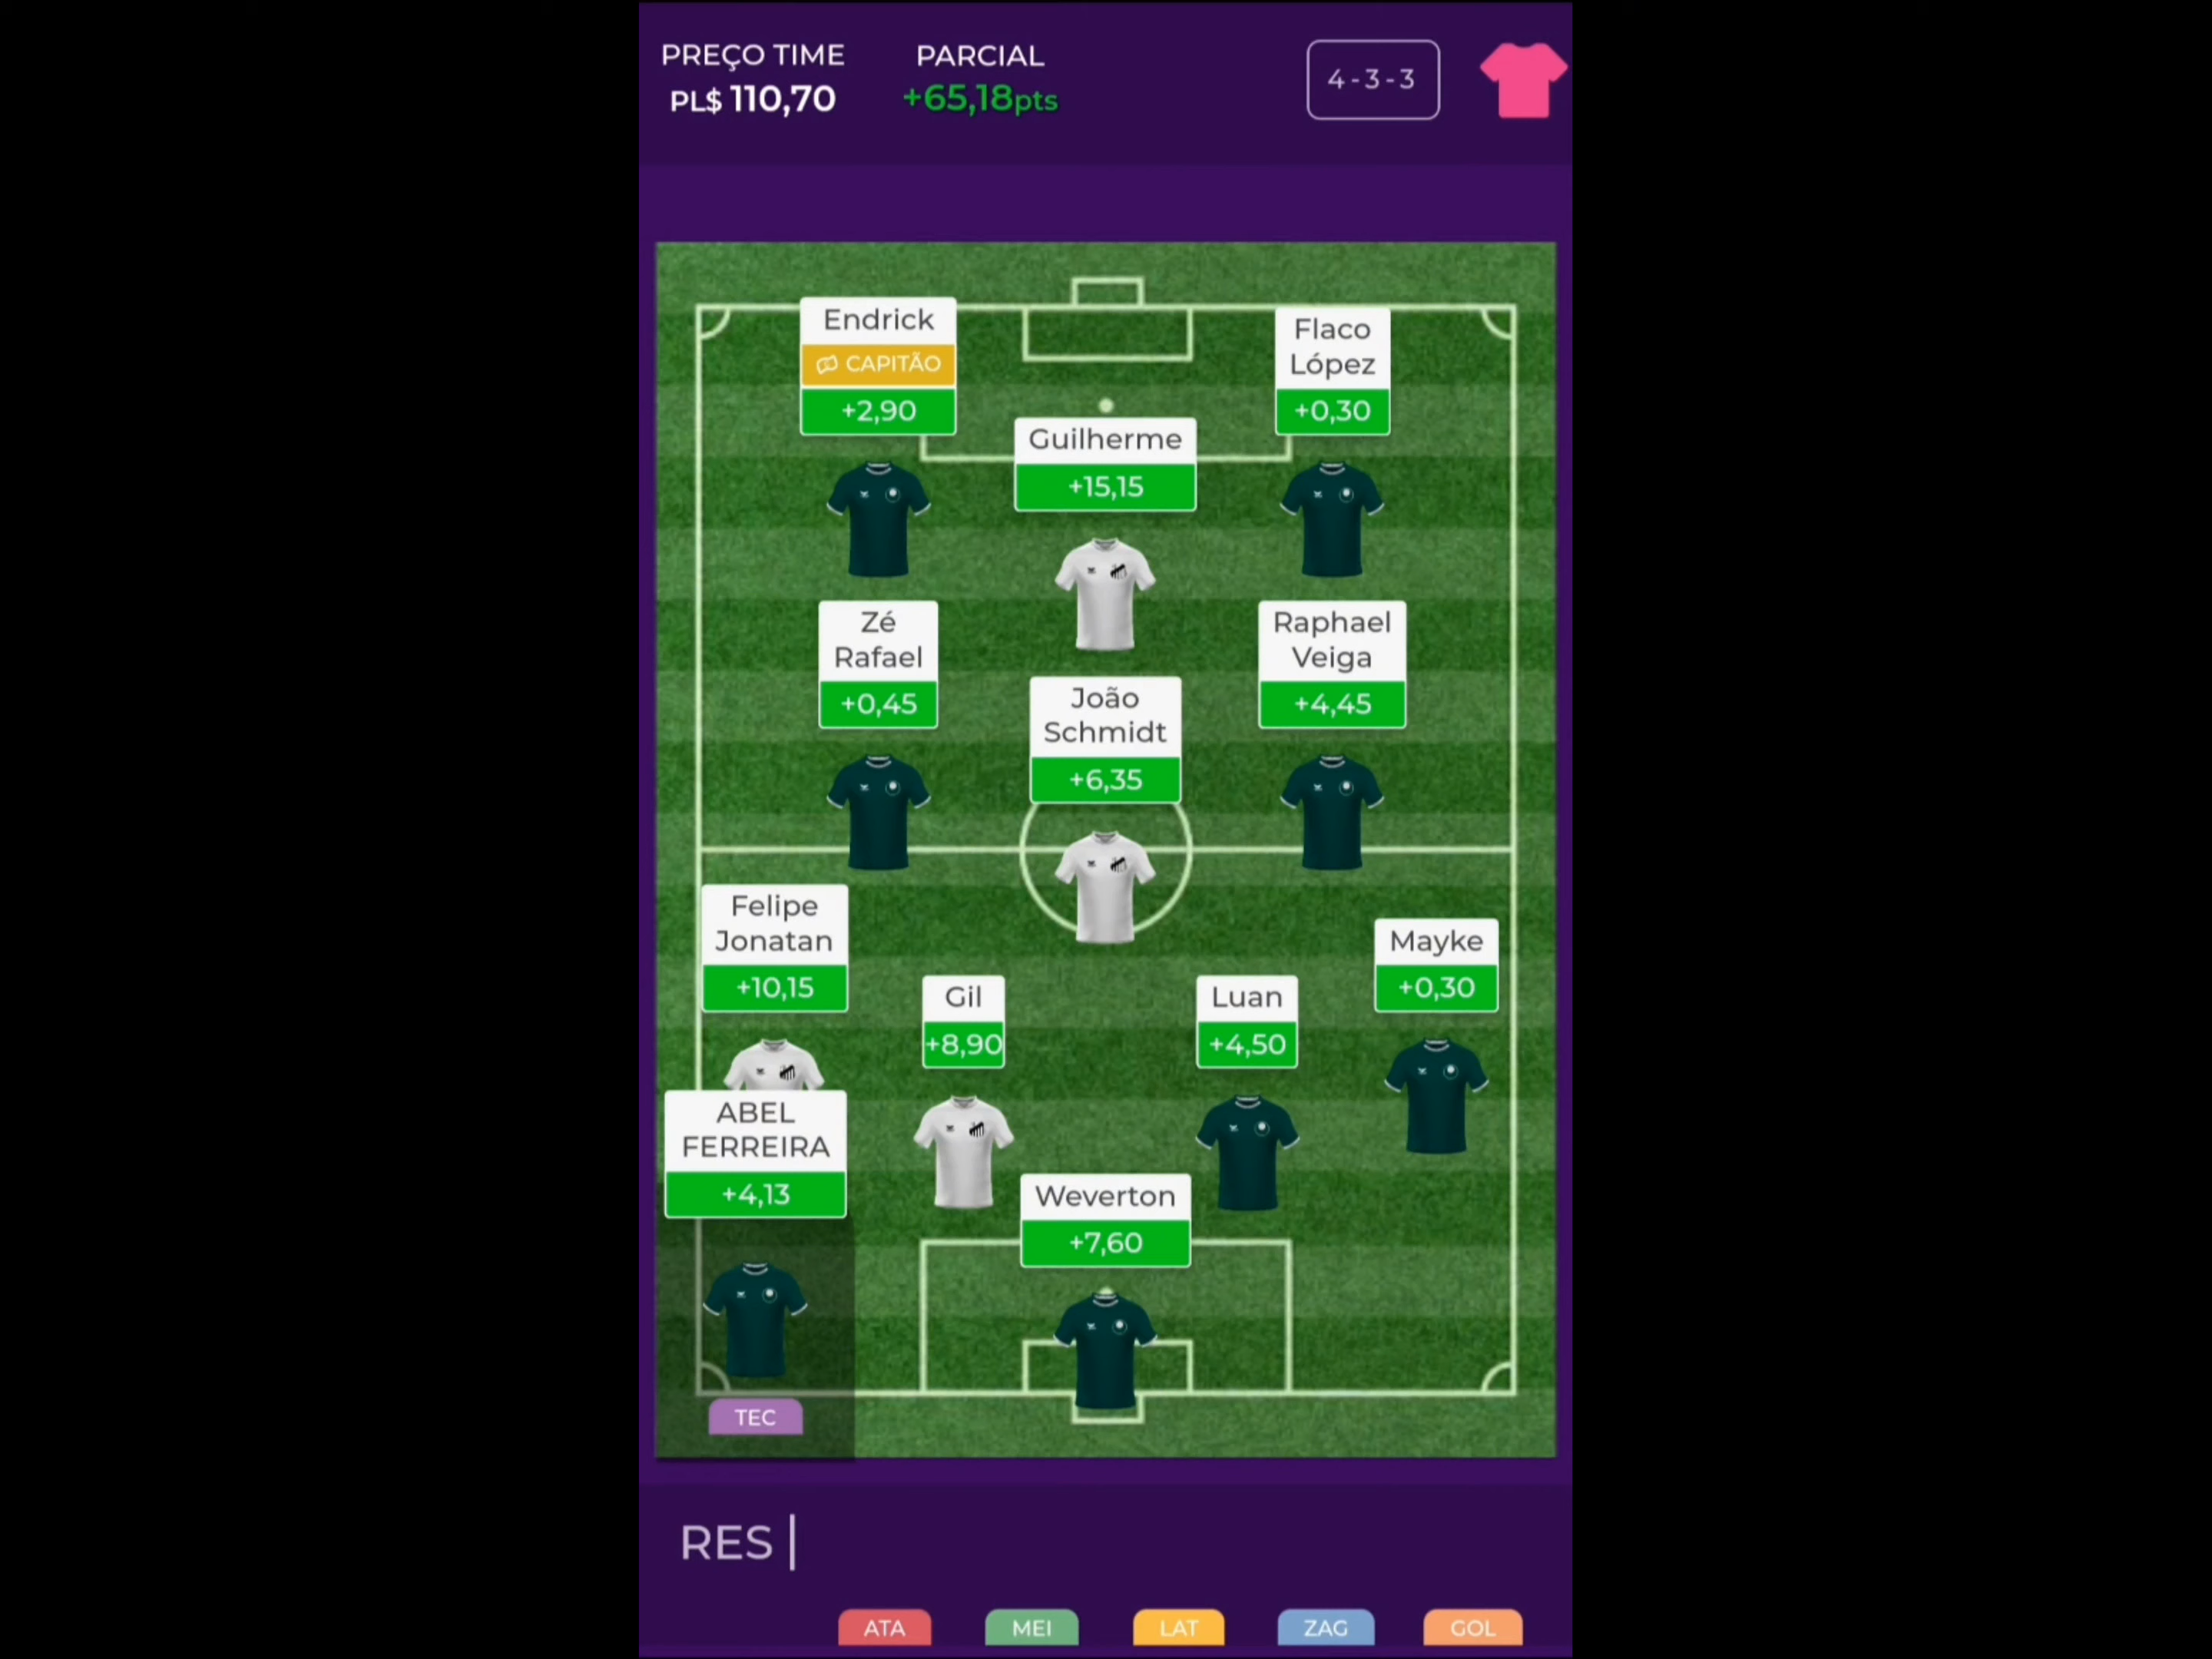 PREÇO TIME
PL$ 110,70
PARCIAL
+65,18pts
4-3-3
Endrick
CAPITÃO
+2,90
Flaco
López
+0,30
Guilherme
+15,15
Zé
Rafael
+0,45
Raphael
Veiga
+4,45
João
Schmidt
+6,35
Felipe
Jonatan
+10,15
Mayke
+0,30
Gil
+8,90
Luan
+4,50
ABEL
FERREIRA
+4,13
Weverton
+7,60
TEC
RES
ATA
MEI
LAT
ZAG
GOL